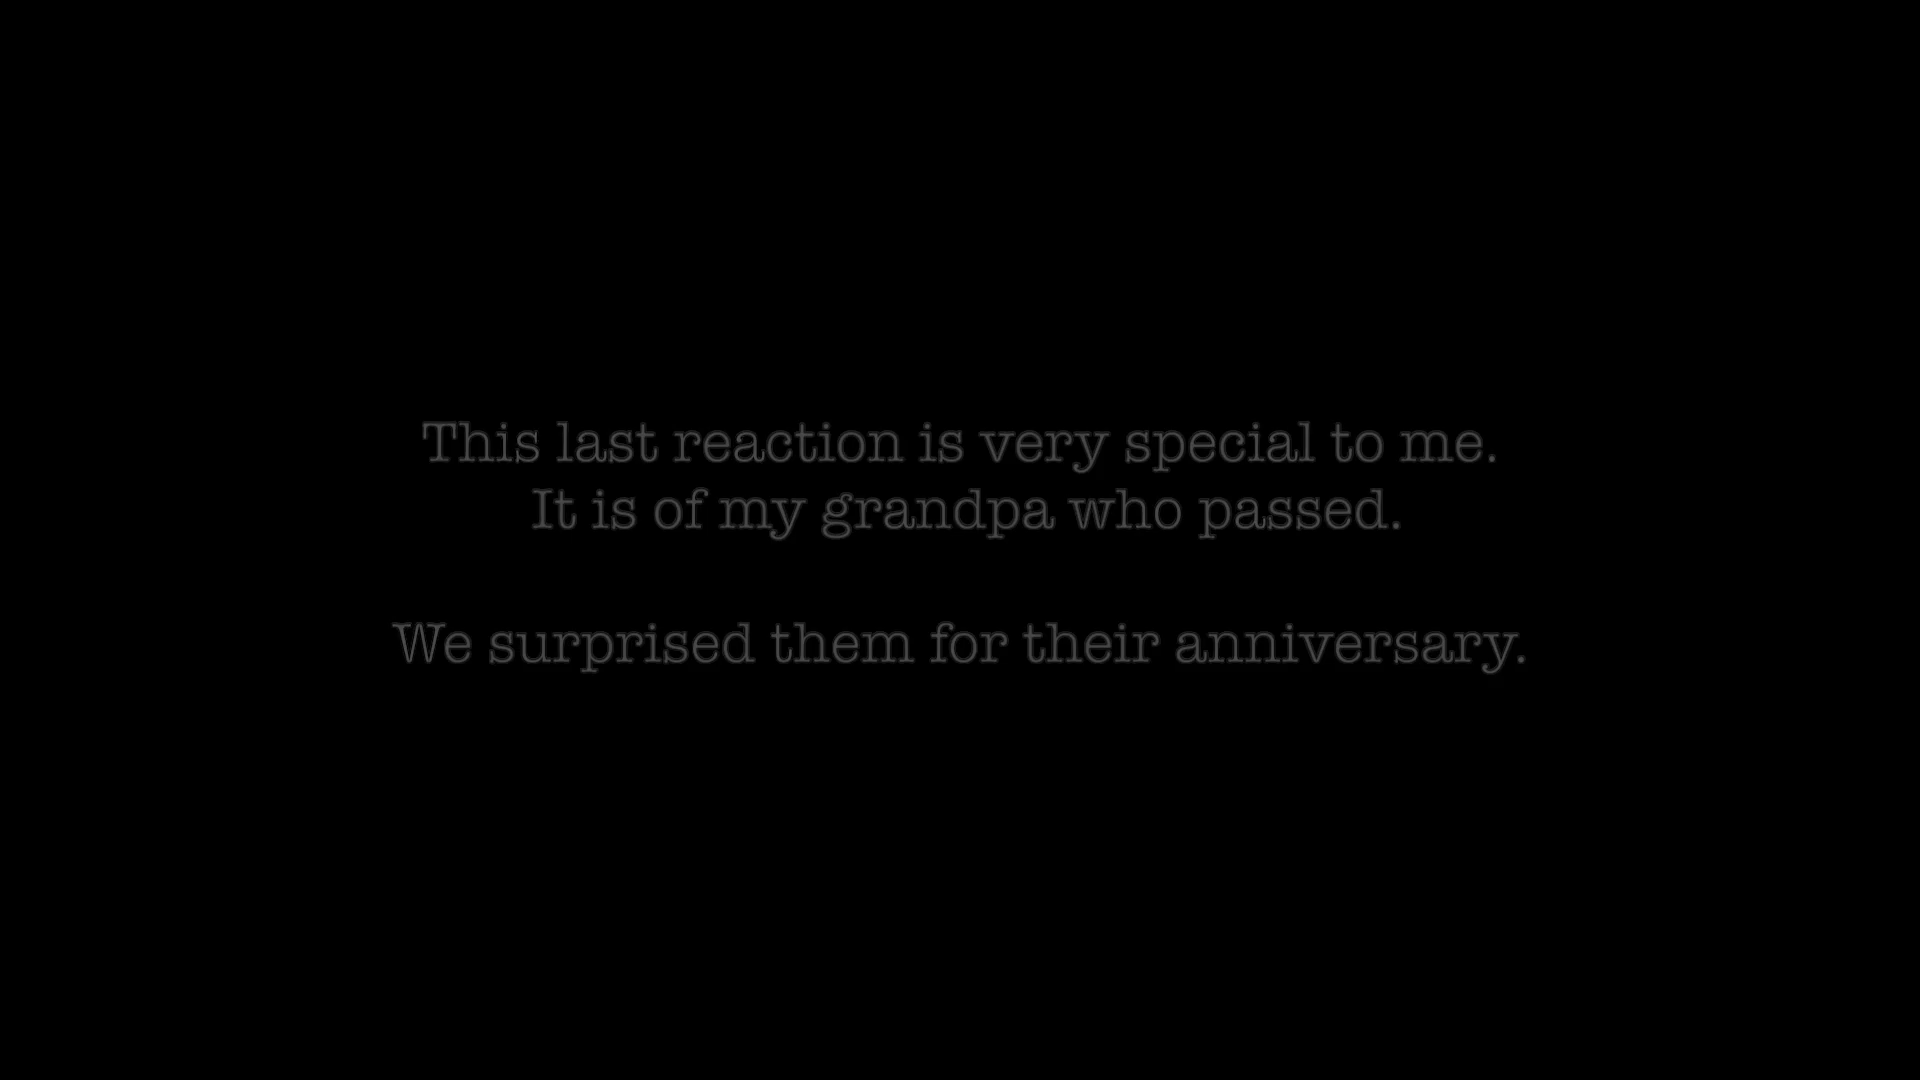 This last reaction is very special to me.
It is of my grandpa who passed.
We surprised them for their anniversary.